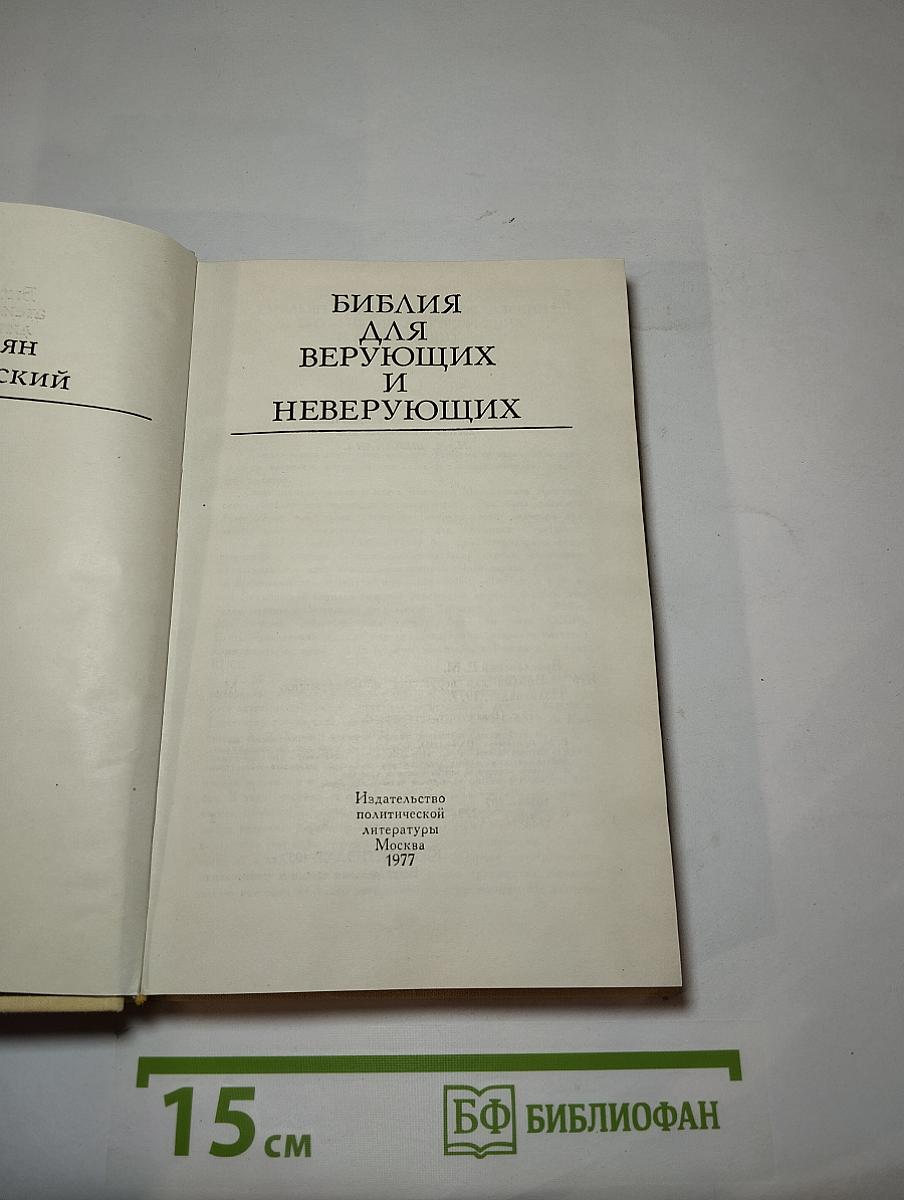 ЯН
СКИЙ
БИБЛИЯ
ДЛЯ
ВЕРУЮЩИХ
И
НЕВЕРУЮЩИХ
Издательство
политической
литературы
Москва
1977
15 см
БФ БИБЛИОФАН